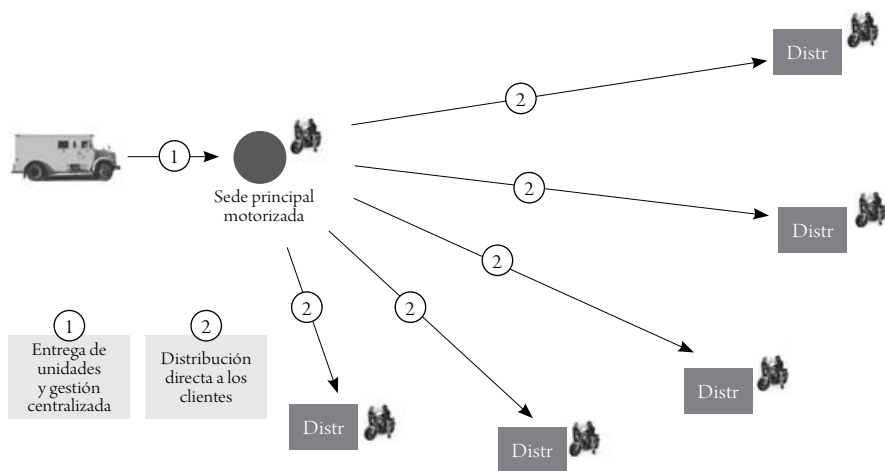 Distr
2
1
2
Sede principal
motorizada
Distr
2
2
2
1
Entrega de
unidades
y gestión
centralizada
2
Distribución
directa a los
clientes
Distr
Distr
Distr